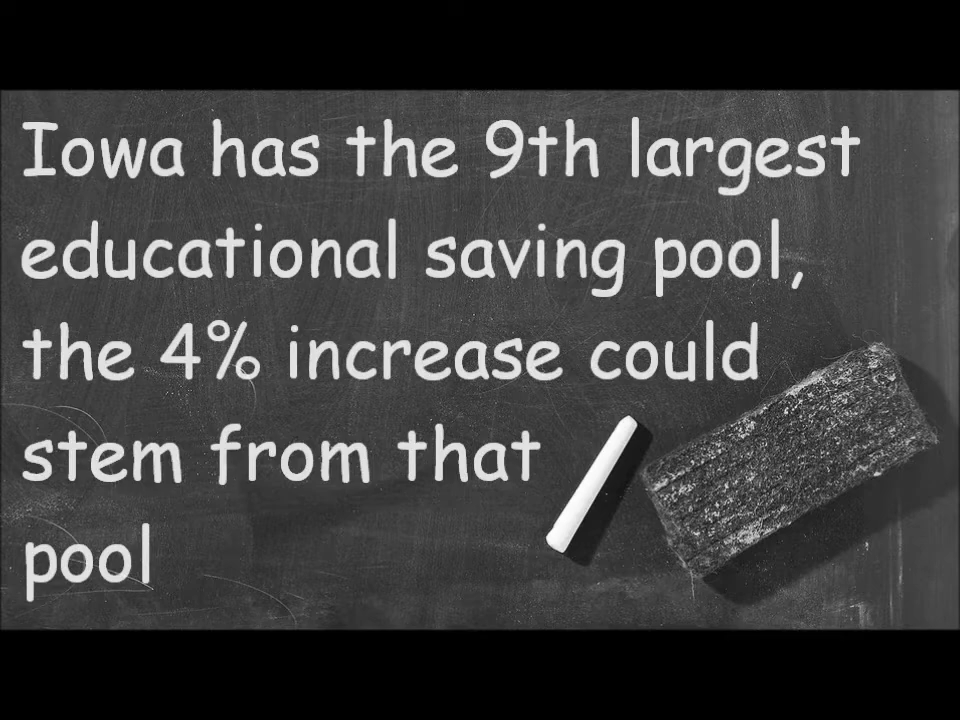 Iowa has the 9th largest
educational saving pool,
the 4% increase could
stem from that
pool